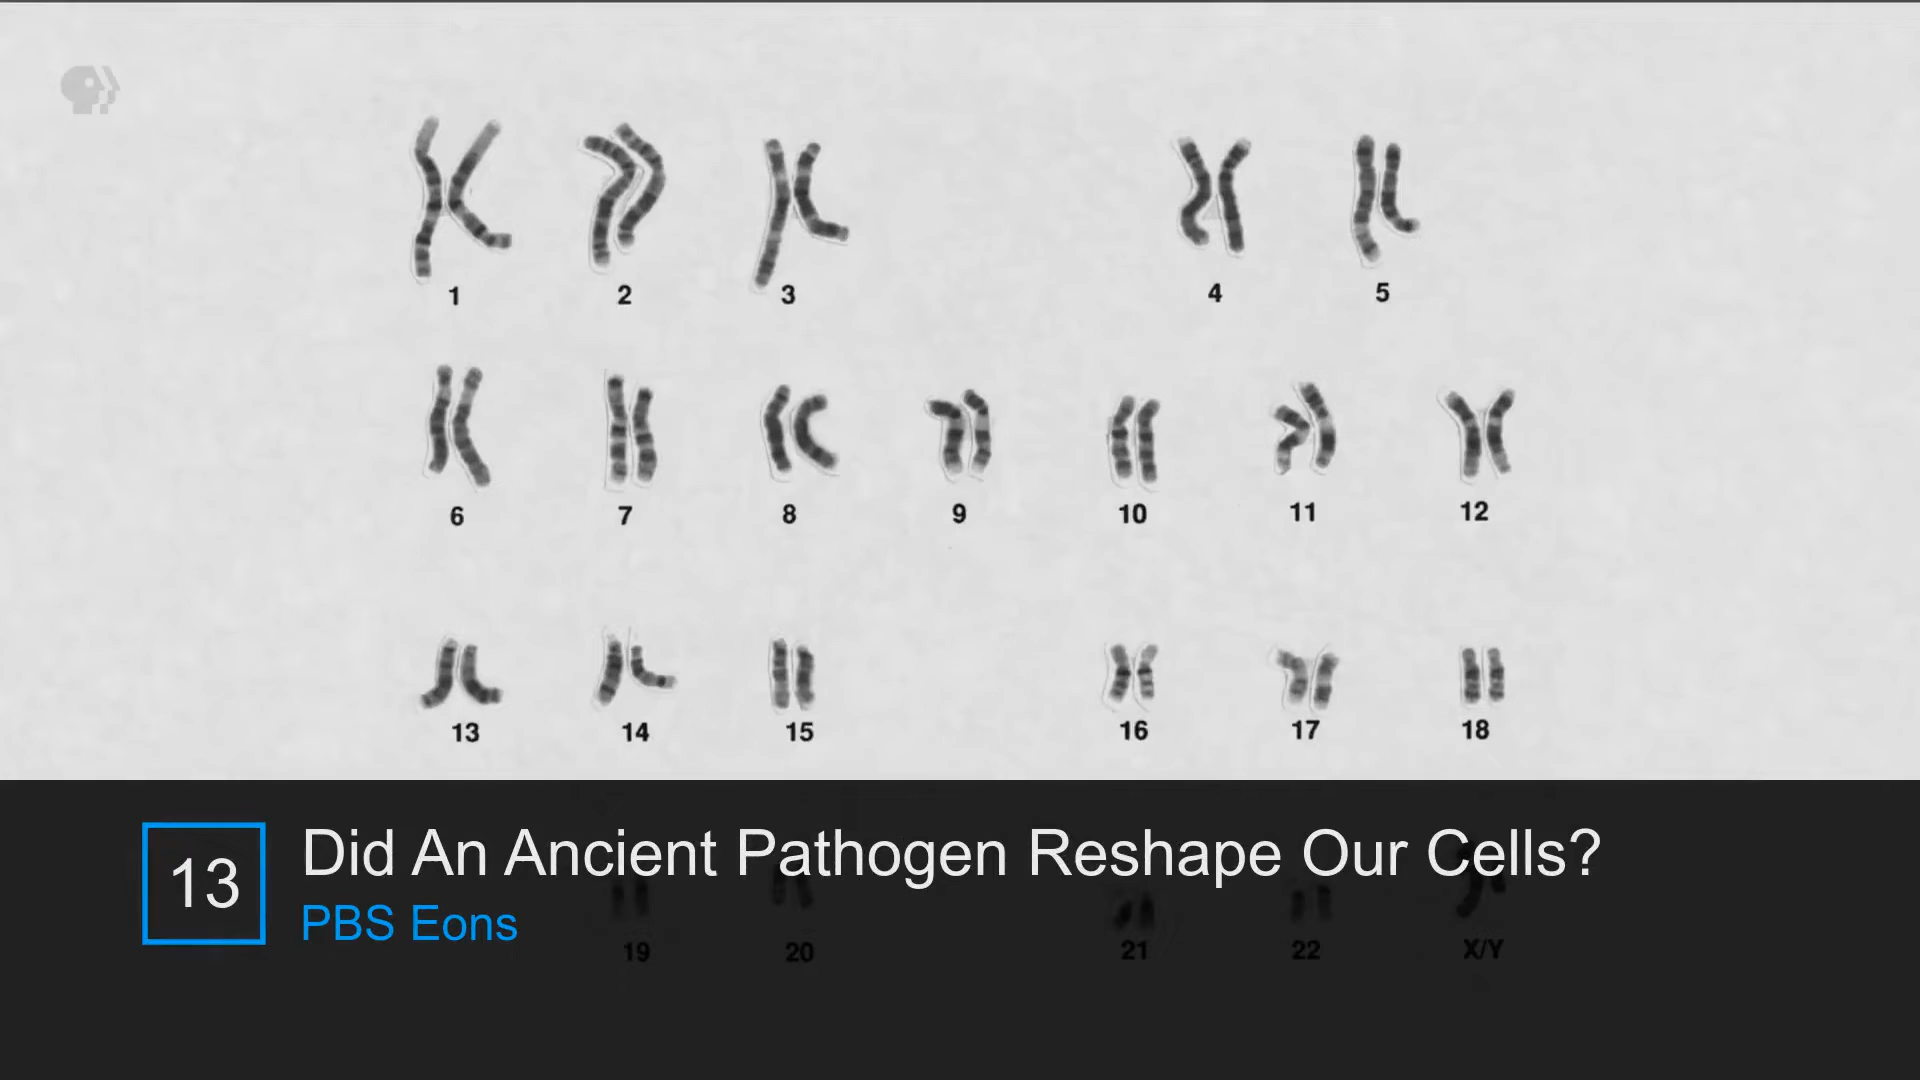 1 2 3 4 5
6 7 8 9 10 11 12
13 14 15 16 17 18
13
Did An Ancient Pathogen Reshape Our Cells?
PBS Eons
19 20 21 22 X/Y